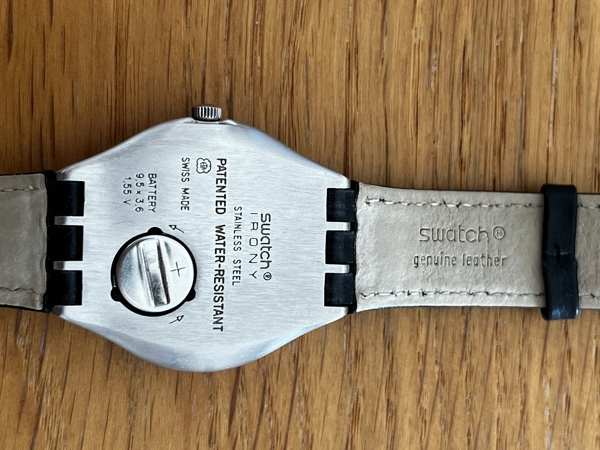 swatch®
IRONY
STAINLESS STEEL
PATENTED WATER-RESISTANT
SWISS MADE
BATTERY
9,5 x 3,6
1,55 V
+
swatch®
genuine leather